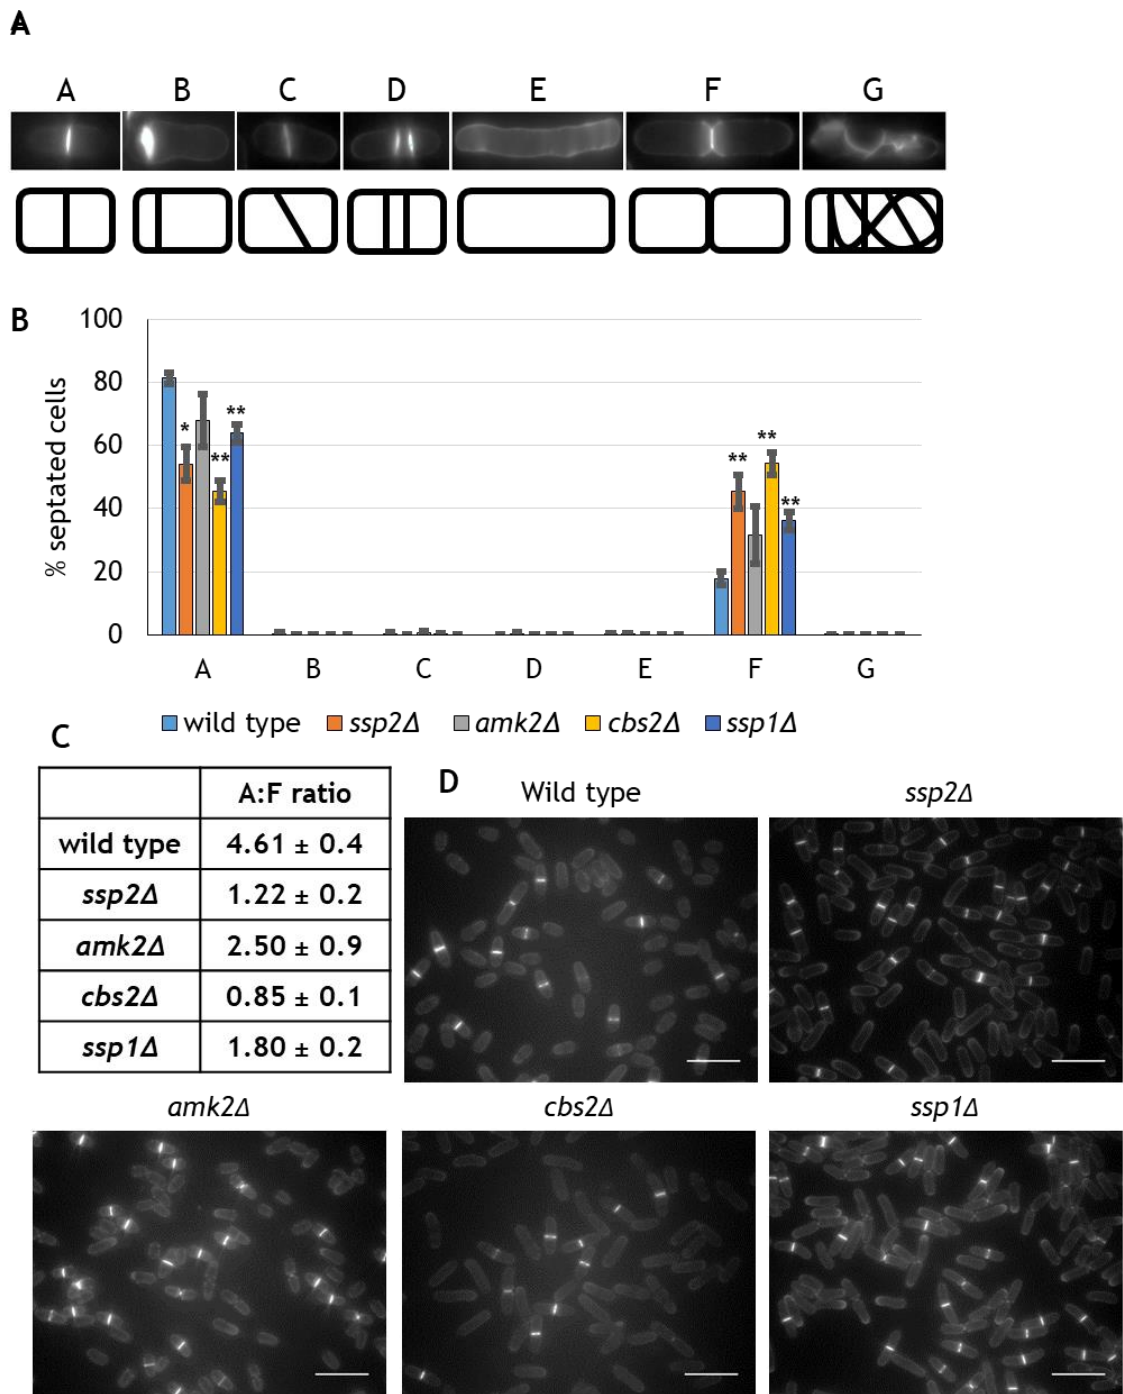 A
A B C D E F G
B
100
80
60
40
20
0
% septated cells
* ** ** ** ** **
A B C D E F G
wild type ssp2Δ amk2Δ cbs2Δ ssp1Δ
C
A:F ratio
wild type 4.61 ± 0.4
ssp2Δ 1.22 ± 0.2
amk2Δ 2.50 ± 0.9
cbs2Δ 0.85 ± 0.1
ssp1Δ 1.80 ± 0.2
D
Wild type ssp2Δ
amk2Δ cbs2Δ ssp1Δ